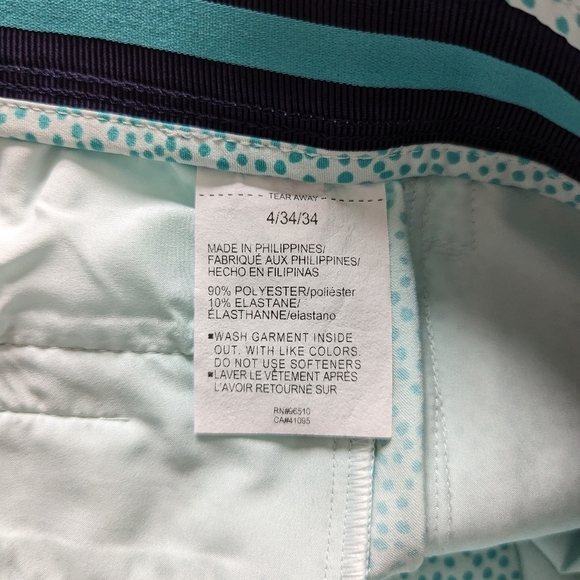 TEAR AWAY
4/34/34
MADE IN PHILIPPINES/
FABRIQUÉ AUX PHILIPPINES/
HECHO EN FILIPINAS
90% POLYESTER/poliéster
10% ELASTANE/
ÉLASTHANNE/elastano
▪WASH GARMENT INSIDE
OUT. WITH LIKE COLORS.
DO NOT USE SOFTENERS
▪LAVER LE VÊTEMENT APRÈS
L'AVOIR RETOURNÉ SUR
RN#96510
CA#41095